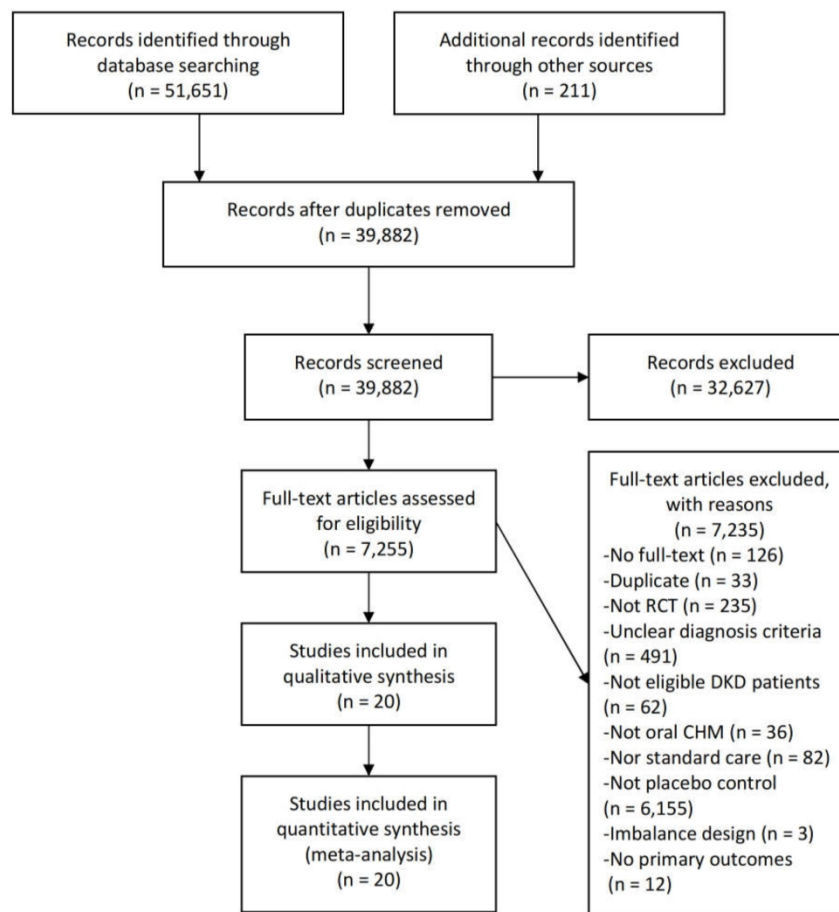 Records identified through
database searching
(n = 51,651)
Additional records identified
through other sources
(n = 211)
Records after duplicates removed
(n = 39,882)
Records screened
(n = 39,882)
Records excluded
(n = 32,627)
Full-text articles assessed
for eligibility
(n = 7,255)
Full-text articles excluded,
with reasons
(n = 7,235)
-No full-text (n = 126)
-Duplicate (n = 33)
-Not RCT (n = 235)
-Unclear diagnosis criteria
(n = 491)
-Not eligible DKD patients
(n = 62)
-Not oral CHM (n = 36)
-Nor standard care (n = 82)
-Not placebo control
(n = 6,155)
-Imbalance design (n = 3)
-No primary outcomes
(n = 12)
Studies included in
qualitative synthesis
(n = 20)
Studies included in
quantitative synthesis
(meta-analysis)
(n = 20)